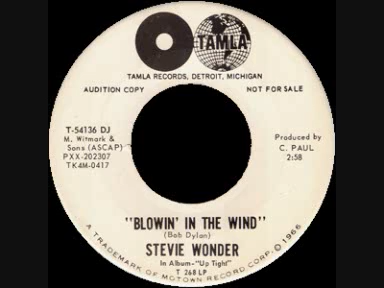 TAMLA
TAMLA RECORDS, DETROIT, MICHIGAN
AUDITION COPY
NOT FOR SALE
T-54136 DJ
M. Witmark &
Sons (ASCAP)
PXX-202307
TK4M-0417
Produced by
C. PAUL
2:58
"BLOWIN' IN THE WIND"
(Bob Dylan)
STEVIE WONDER
In Album-"Up Tight"
T 268 LP
A TRADEMARK OF MOTOWN RECORD CORP. © 1966